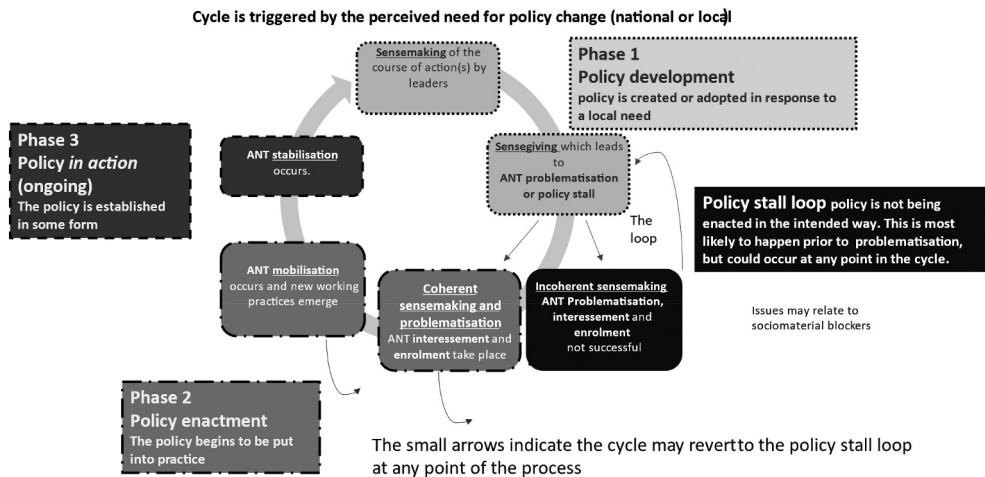 Cycle is triggered by the perceived need for policy change (national or local)
Sensemaking of the
course of action(s) by
leaders
Phase 1
Policy development
policy is created or adopted in response to
a local need
Phase 3
Policy in action
(ongoing)
The policy is established
in some form
ANT stabilisation
occurs.
Sensegiving which leads
to
ANT problematisation
or policy stall
The
loop
Policy stall loop policy is not being
enacted in the intended way. This is most
likely to happen prior to problematisation,
but could occur at any point in the cycle.
ANT mobilisation
occurs and new working
practices emerge
Coherent
sensemaking and
problematisation
ANT interessement and
enrolment take place
Incoherent sensemaking
ANT Problematisation,
interessement and
enrolment
not successful
Issues may relate to
sociomaterial blockers
Phase 2
Policy enactment
The policy begins to be put
into practice
The small arrows indicate the cycle may revert to the policy stall loop
at any point of the process